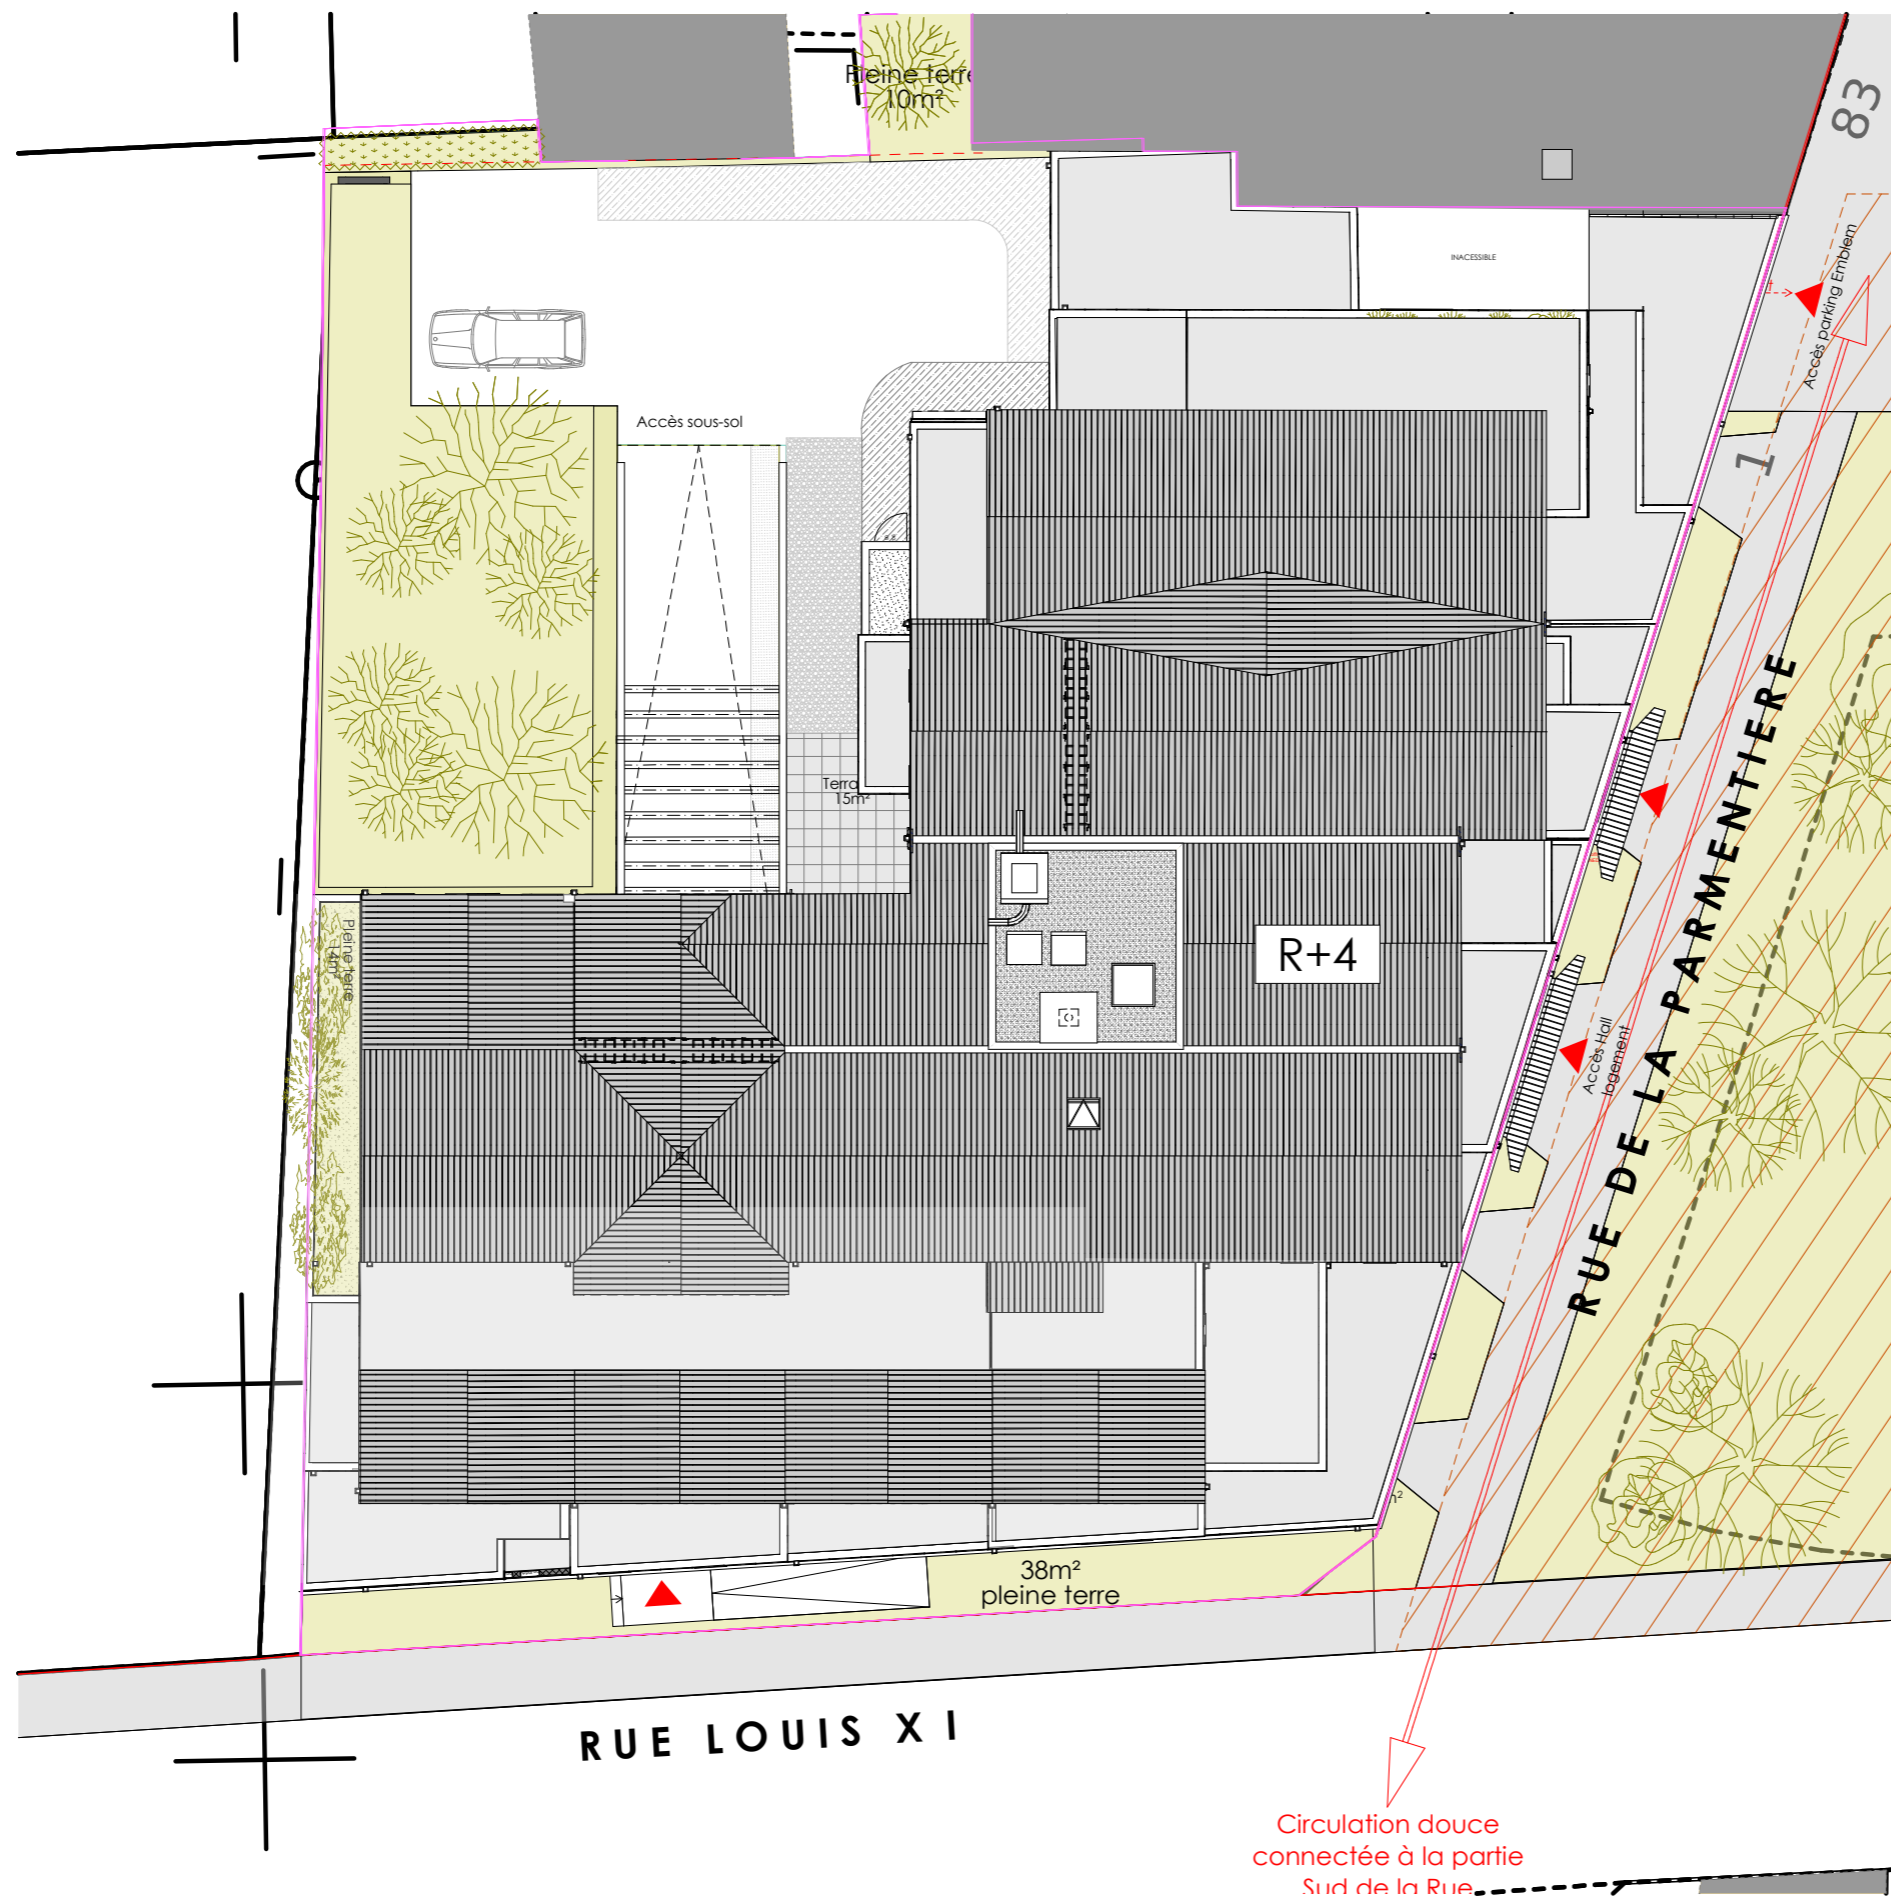 Pleine terre
10m²
83
INACESSIBLE
Accès parking Emblem
1
Accès sous-sol
Terra
15m²
R+4
Pleine terre
14m²
Accès Hall
logement
RUE DE LA PARMENTIERE
38m²
pleine terre
RUE LOUIS XI
Circulation douce
connectée à la partie
Sud de la Rue